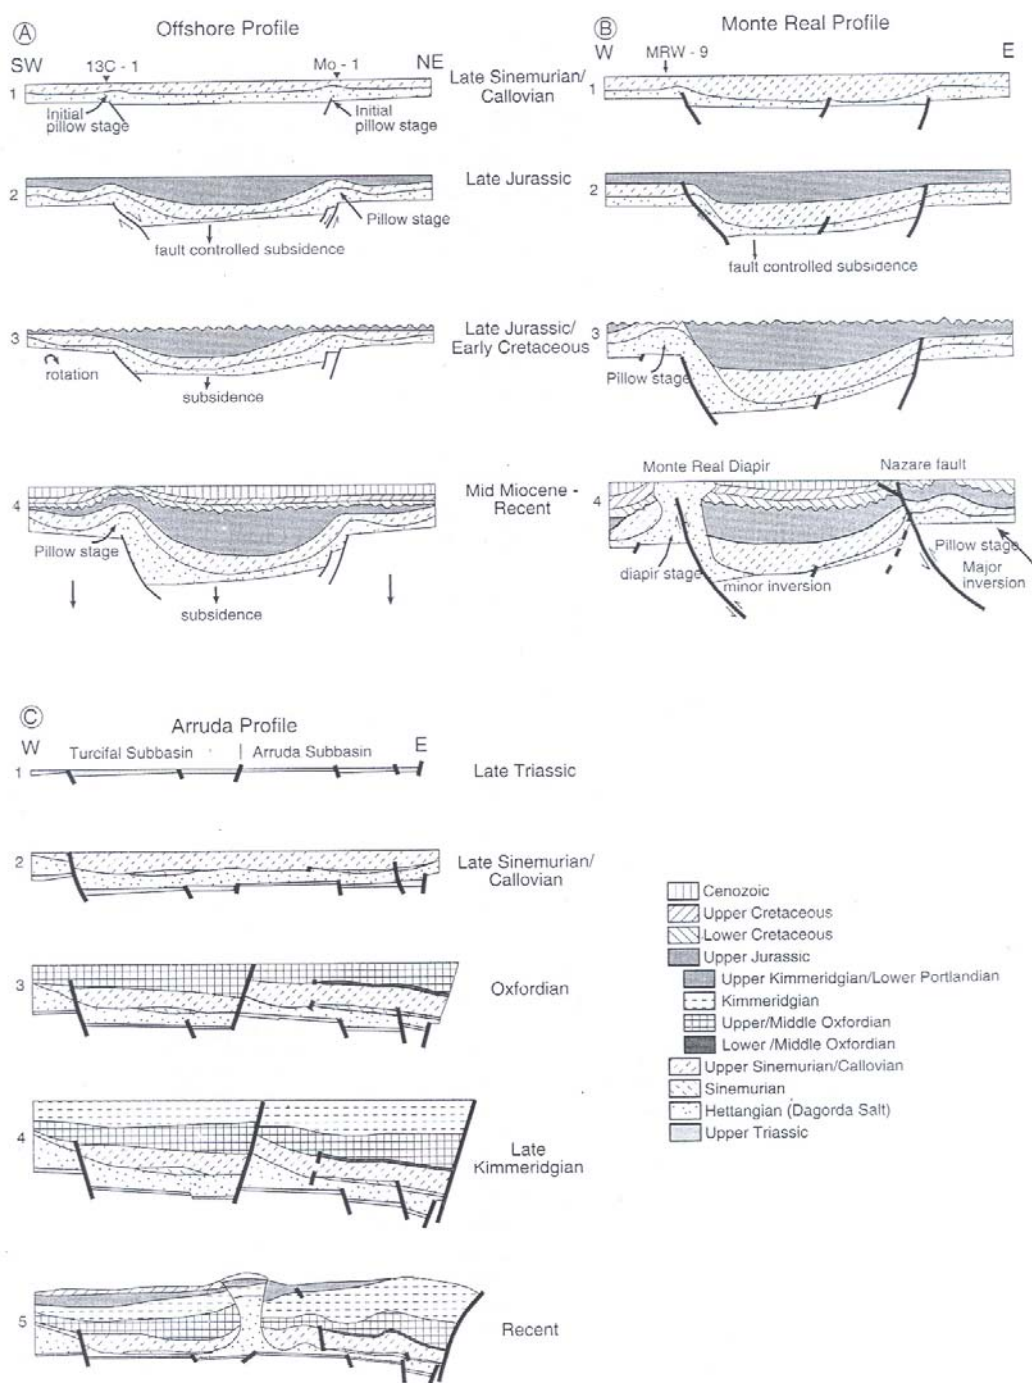 A
Offshore Profile
SW
13C - 1
Mo - 1
NE
1
Initial
pillow stage
Initial
pillow stage
Late Sinemurian/
Callovian
2
Pillow stage
fault controlled subsidence
Late Jurassic
3
rotation
subsidence
Late Jurassic/
Early Cretaceous
4
Pillow stage
subsidence
Mid Miocene -
Recent
B
Monte Real Profile
W
MRW - 9
E
1
2
fault controlled subsidence
3
Pillow stage
Monte Real Diapir
Nazare fault
4
diapir stage
minor inversion
Pillow stage
Major
inversion
C
Arruda Profile
W
Turcifal Subbasin
Arruda Subbasin
E
1
Late Triassic
2
Late Sinemurian/
Callovian
3
Oxfordian
4
Late
Kimmeridgian
5
Recent
Cenozoic
Upper Cretaceous
Lower Cretaceous
Upper Jurassic
Upper Kimmeridgian/Lower Portlandian
Kimmeridgian
Upper/Middle Oxfordian
Lower /Middle Oxfordian
Upper Sinemurian/Callovian
Sinemurian
Hettangian (Dagorda Salt)
Upper Triassic